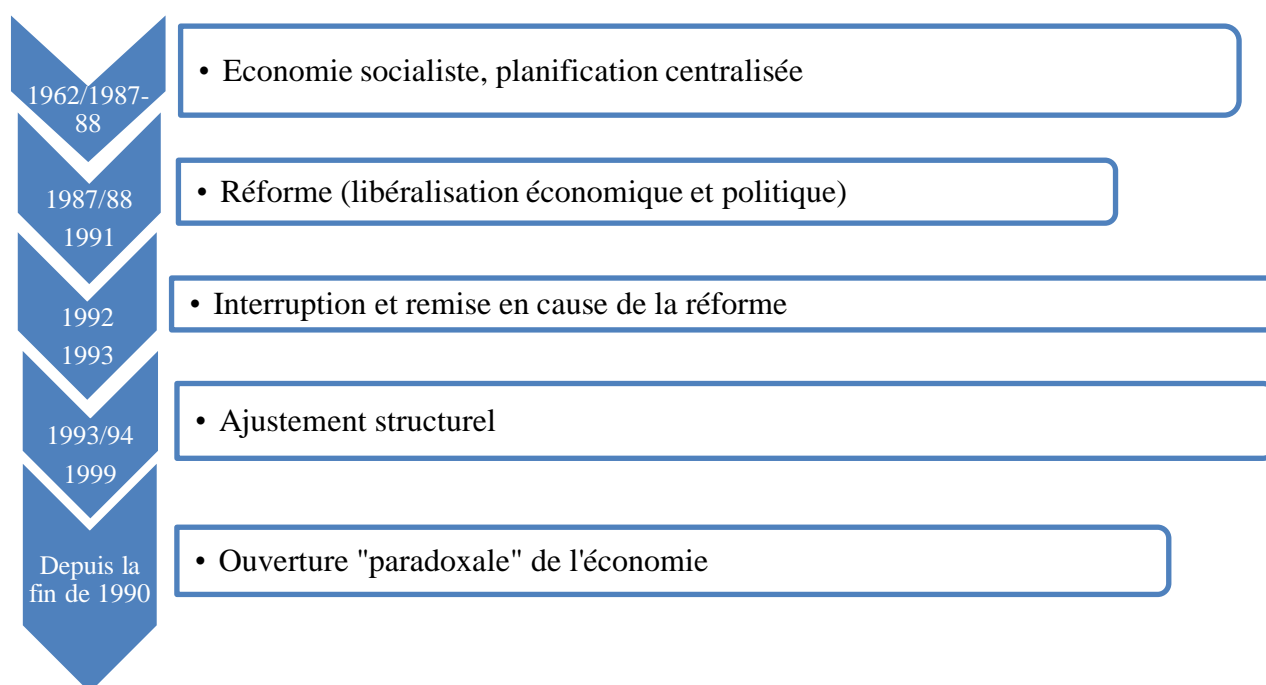 1962/1987-
88
• Economie socialiste, planification centralisée
1987/88
1991
• Réforme (libéralisation économique et politique)
1992
1993
• Interruption et remise en cause de la réforme
1993/94
1999
• Ajustement structurel
Depuis la
fin de 1990
• Ouverture "paradoxale" de l'économie